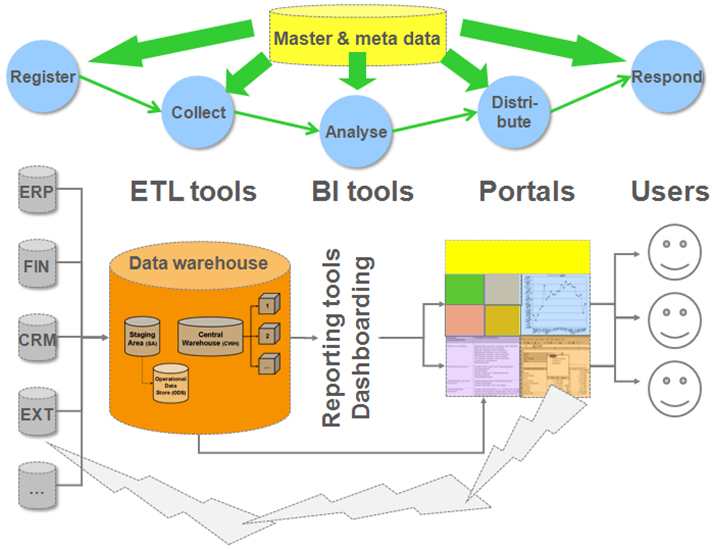 Master & meta data
Register
Collect
Analyse
Distri-
bute
Respond
ETL tools
BI tools
Portals
Users
ERP
FIN
CRM
EXT
...
Data warehouse
Staging
Area (SA)
Operational
Data
Store (ODS)
Central
Warehouse (CWH)
1
2
...
Reporting tools
Dashboarding